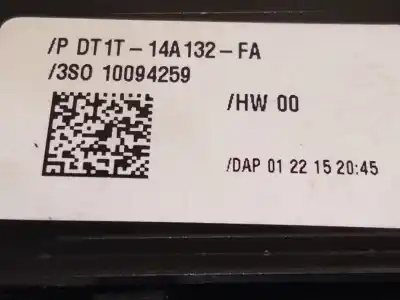 /P DT1T-14A132-FA
/3SO 10094259
/HW 00
/DAP 01 22 15 20:45